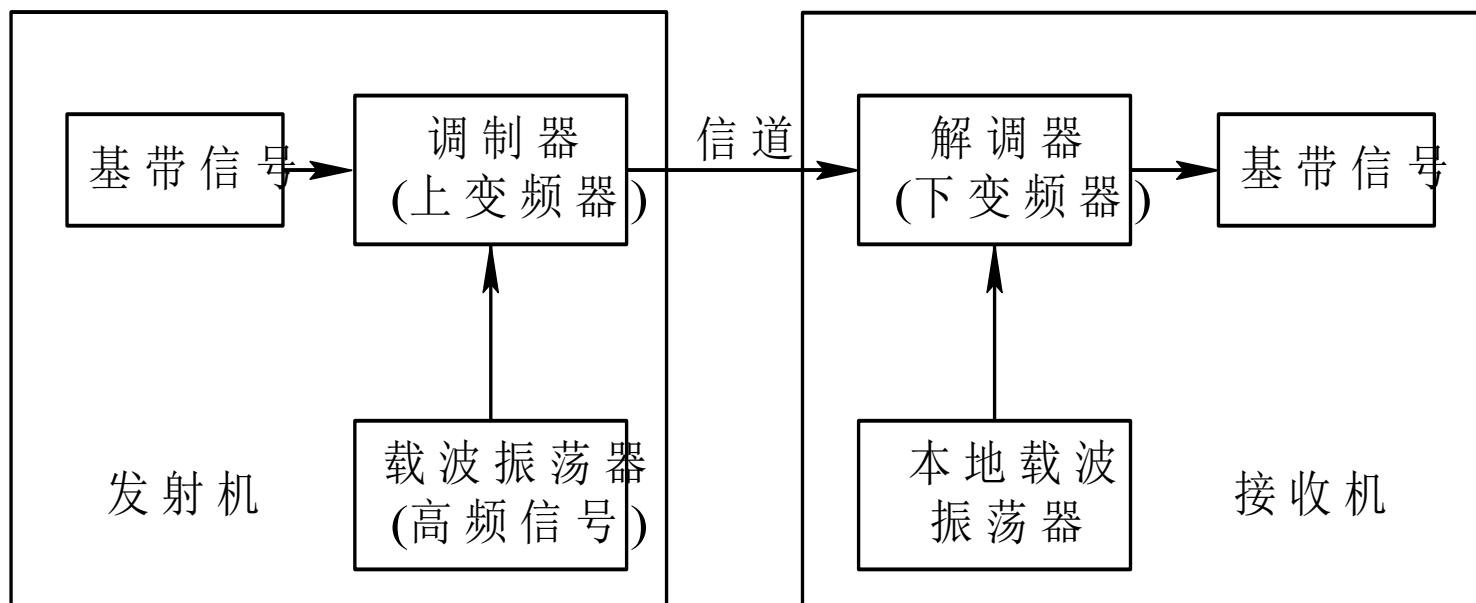 基带信号
调制器
(上变频器)
信道
解调器
(下变频器)
基带信号
发射机
载波振荡器
(高频信号)
本地载波
振荡器
接收机